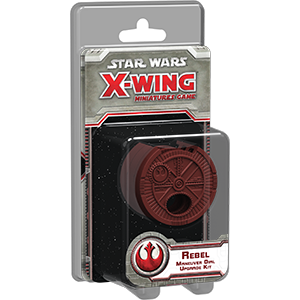 STAR WARS
X-WING
MINIATURES GAME
REBEL
MANEUVER DIAL
UPGRADE KIT